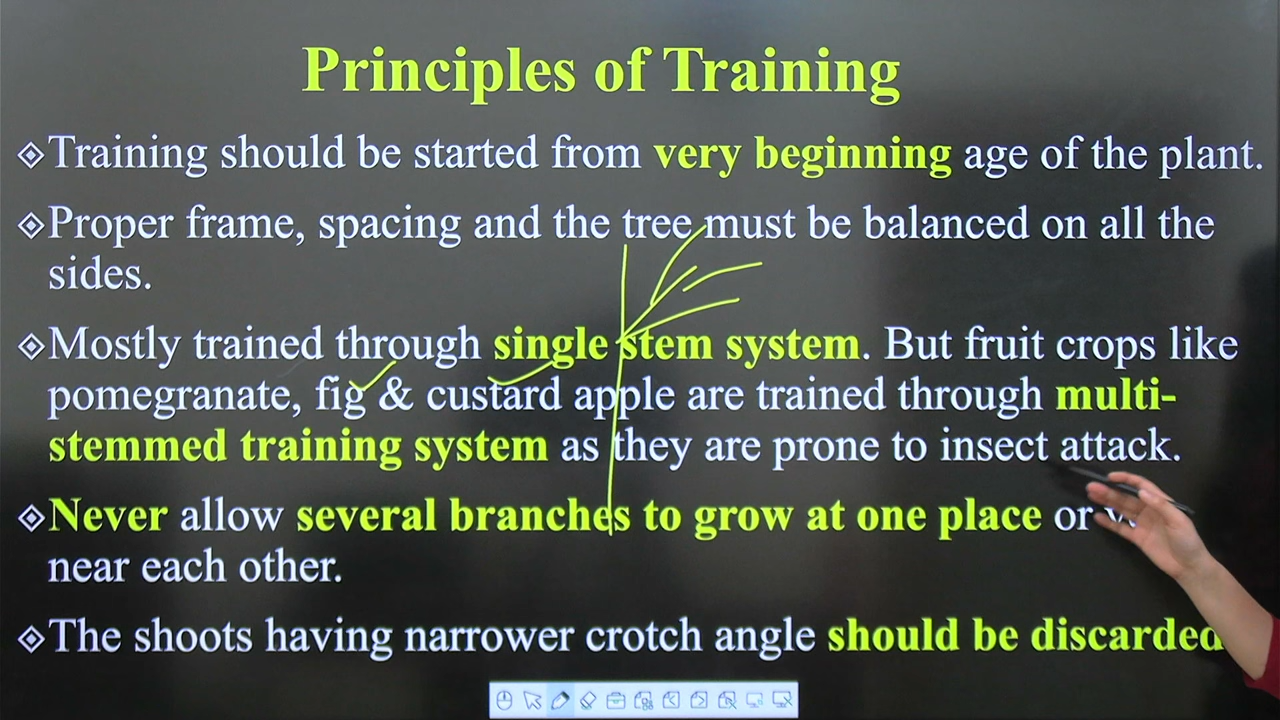 Principles of Training
Training should be started from very beginning age of the plant.
Proper frame, spacing and the tree must be balanced on all the
sides.
Mostly trained through single stem system. But fruit crops like
pomegranate, fig & custard apple are trained through multi-
stemmed training system as they are prone to insect attack.
Never allow several branches to grow at one place or
near each other.
The shoots having narrower crotch angle should be discarded